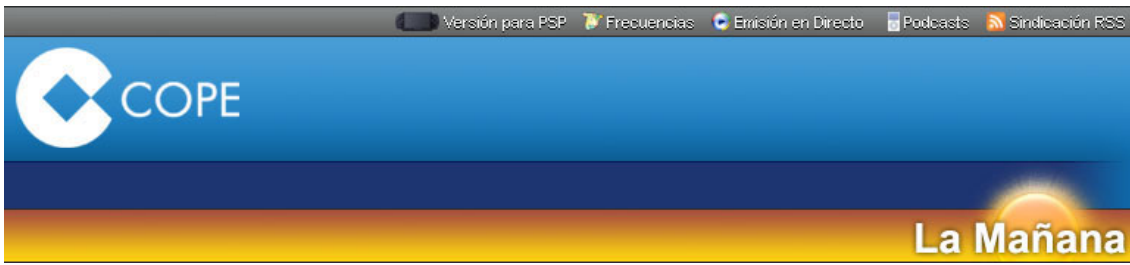 Versión para PSP Frecuencias Emisión en Directo Podcasts Sindicación RSS
COPE
La Mañana